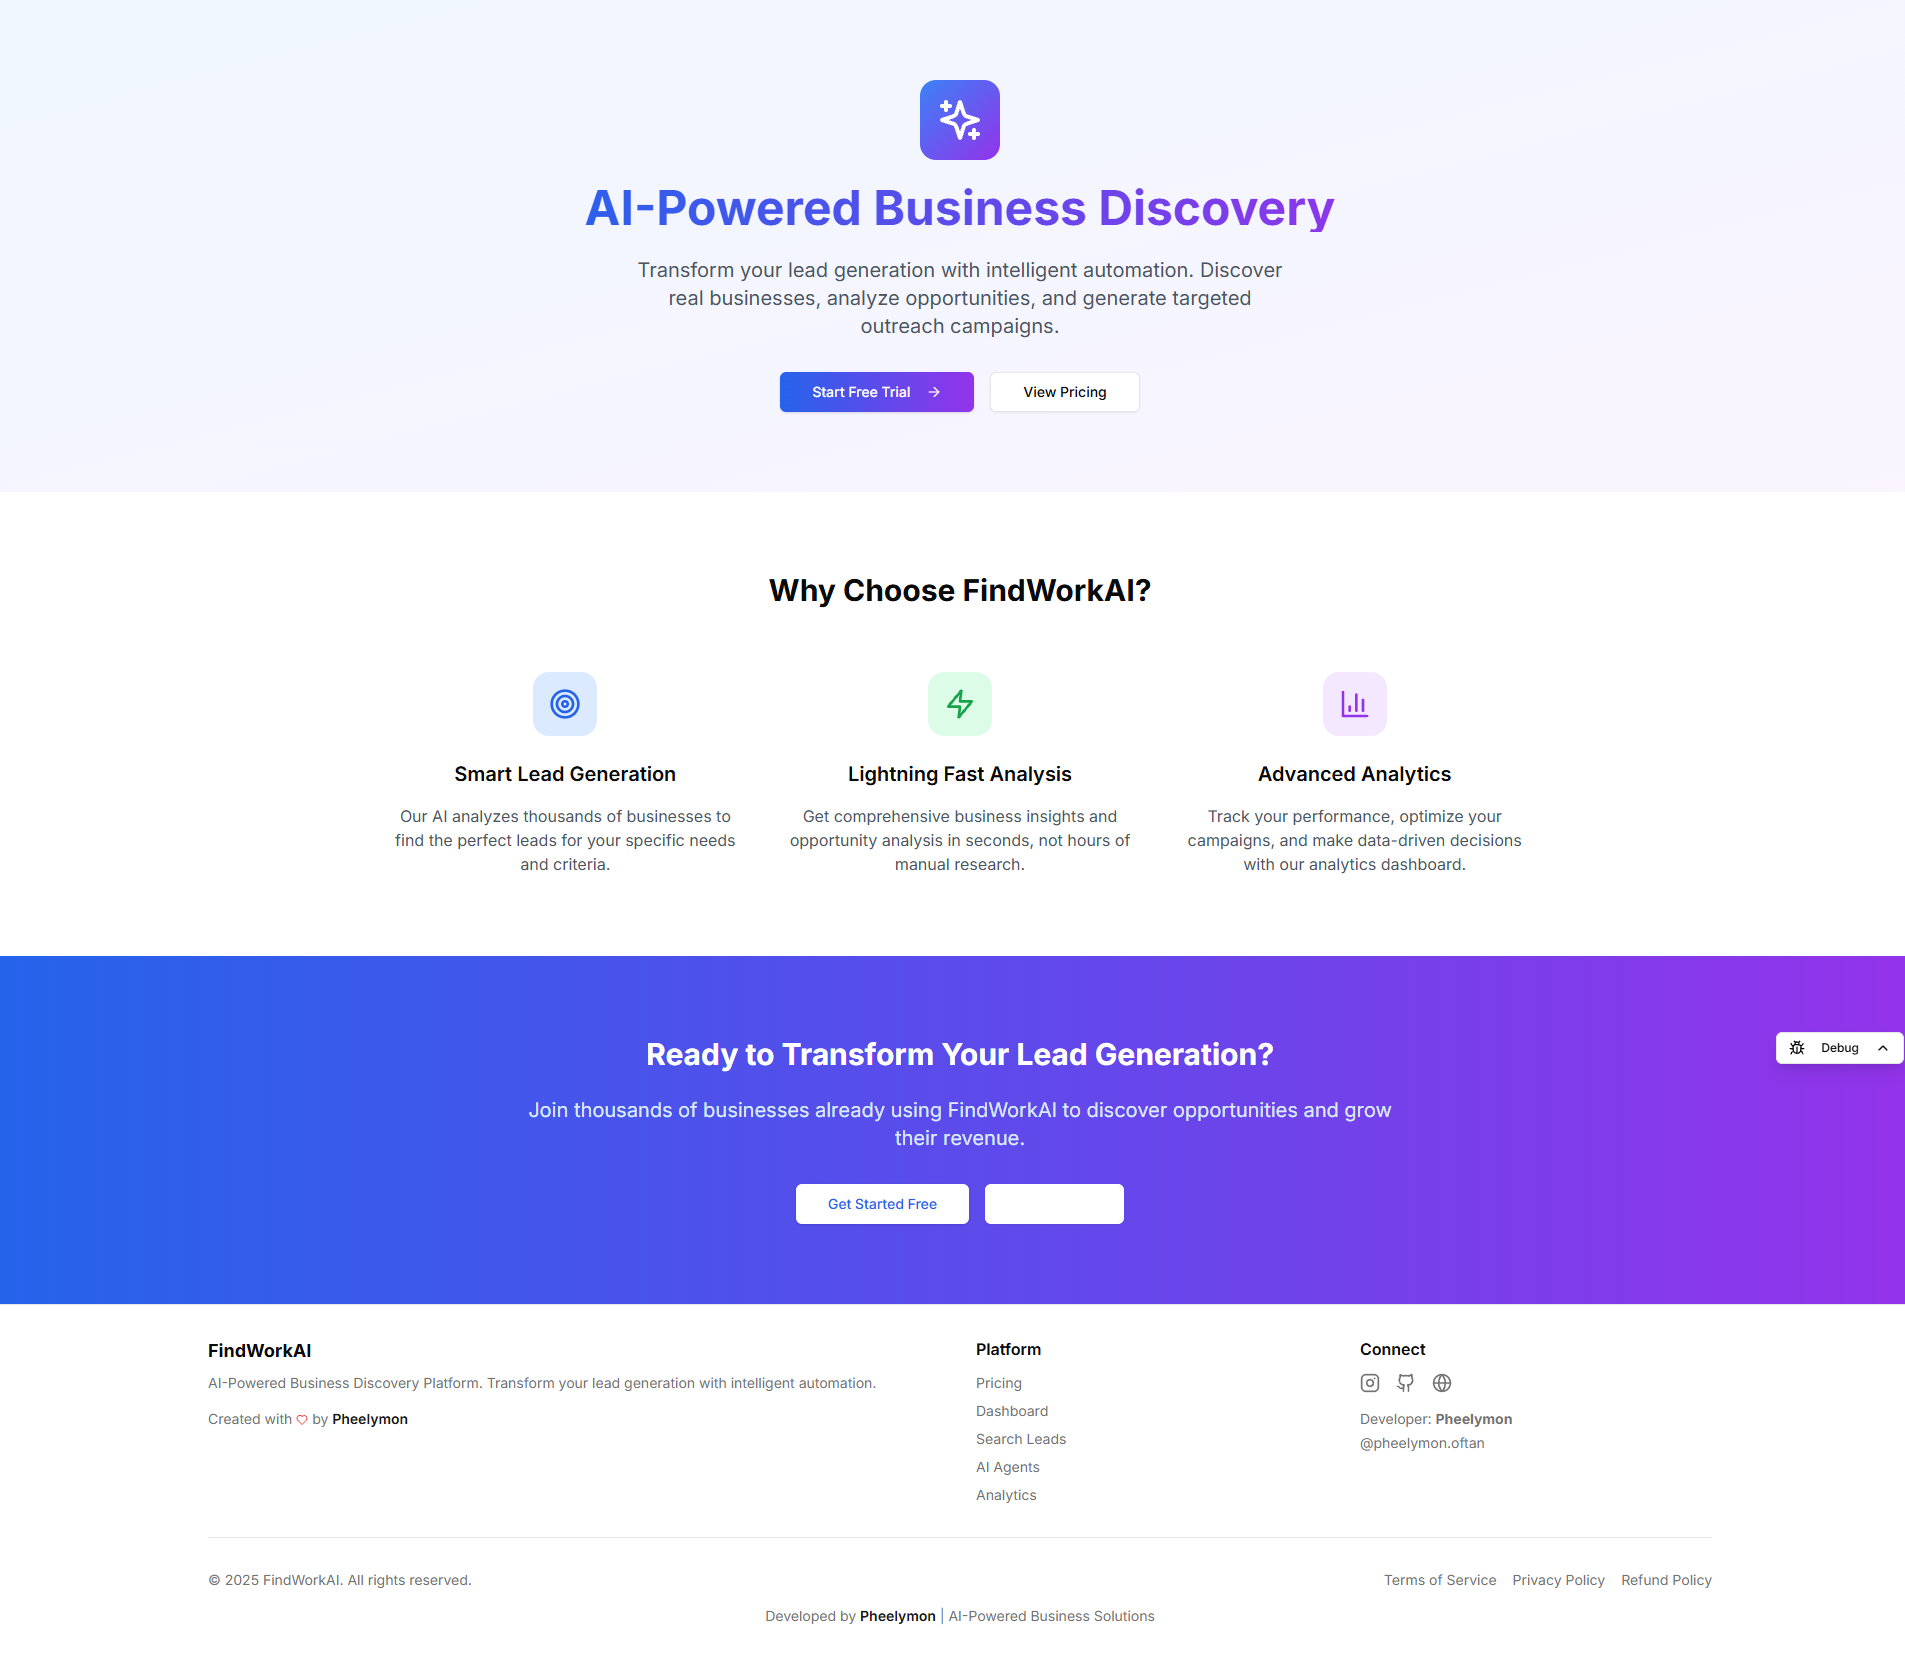 AI-Powered Business Discovery
Transform your lead generation with intelligent automation. Discover
real businesses, analyze opportunities, and generate targeted
outreach campaigns.
Start Free Trial
View Pricing
Why Choose FindWorkAI?
Smart Lead Generation
Our AI analyzes thousands of businesses to
find the perfect leads for your specific needs
and criteria.
Lightning Fast Analysis
Get comprehensive business insights and
opportunity analysis in seconds, not hours of
manual research.
Advanced Analytics
Track your performance, optimize your
campaigns, and make data-driven decisions
with our analytics dashboard.
Debug
Ready to Transform Your Lead Generation?
Join thousands of businesses already using FindWorkAI to discover opportunities and grow
their revenue.
Get Started Free
FindWorkAI
AI-Powered Business Discovery Platform. Transform your lead generation with intelligent automation.
Created with by Pheelymon
Platform
Pricing
Dashboard
Search Leads
AI Agents
Analytics
Connect
Developer: Pheelymon
@pheelymon.oftan
© 2025 FindWorkAI. All rights reserved.
Terms of Service Privacy Policy Refund Policy
Developed by Pheelymon | AI-Powered Business Solutions